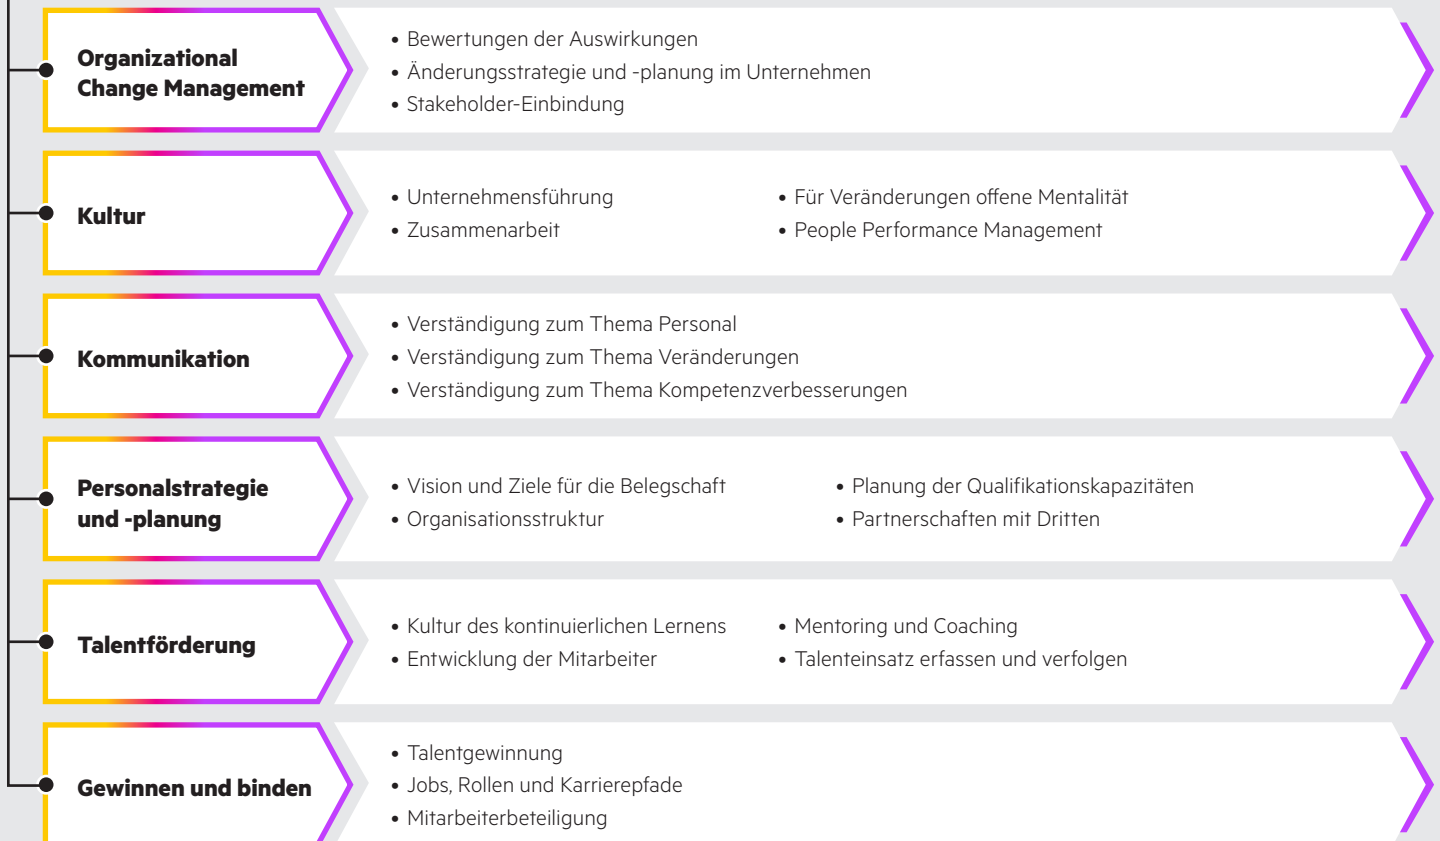 Organizational
Change Management
• Bewertungen der Auswirkungen
• Änderungsstrategie und -planung im Unternehmen
• Stakeholder-Einbindung
Kultur
• Unternehmensführung
• Zusammenarbeit
• Für Veränderungen offene Mentalität
• People Performance Management
Kommunikation
• Verständigung zum Thema Personal
• Verständigung zum Thema Veränderungen
• Verständigung zum Thema Kompetenzverbesserungen
Personalstrategie
und -planung
• Vision und Ziele für die Belegschaft
• Organisationsstruktur
• Planung der Qualifikationskapazitäten
• Partnerschaften mit Dritten
Talentförderung
• Kultur des kontinuierlichen Lernens
• Entwicklung der Mitarbeiter
• Mentoring und Coaching
• Talenteinsatz erfassen und verfolgen
Gewinnen und binden
• Talentgewinnung
• Jobs, Rollen und Karrierepfade
• Mitarbeiterbeteiligung